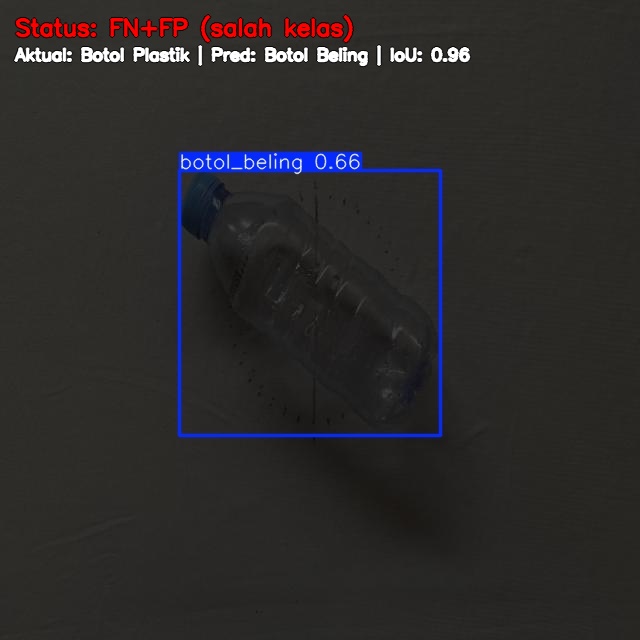 Status: FN+FP (salah kelas)
Aktual: Botol Plastik | Pred: Botol Beling | IoU: 0.96
botol_beling 0.66